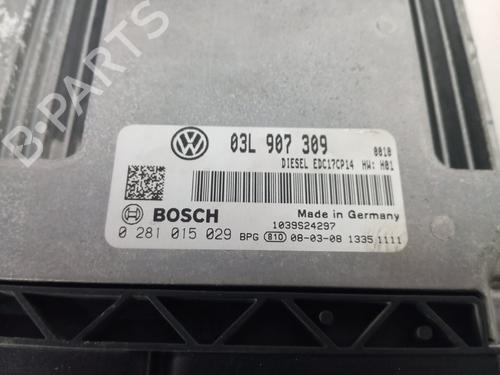 B-PARTS
03L 907 309
0010
DIESEL EDC17CP14 HW: H01
BOSCH
Made in Germany
1039S24297
0 281 015 029 BPG 810 08-03-08 1335 1111